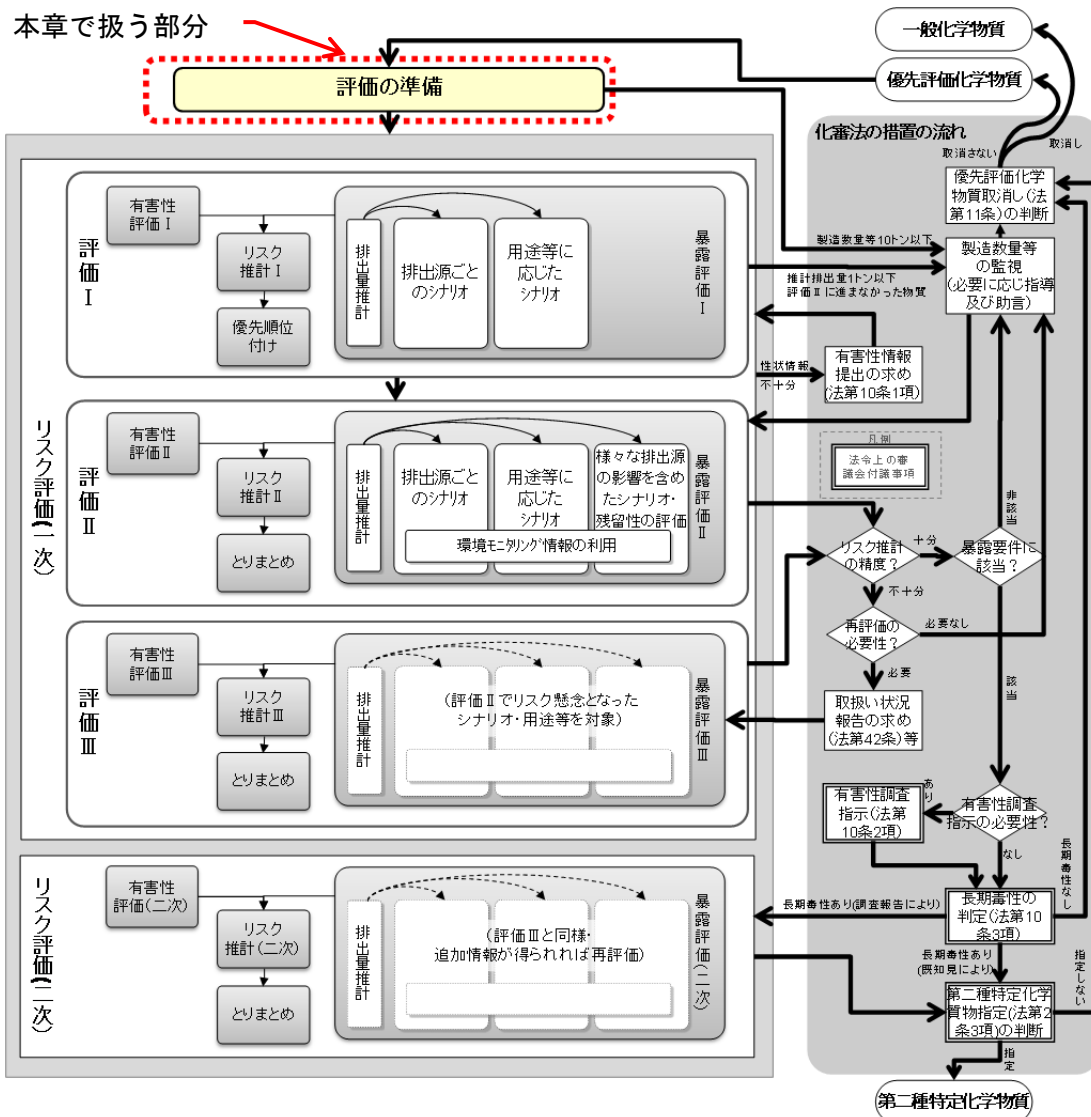 本章で扱う部分
評価の準備
一般化学物質
優先評価化学物質
化審法の措置の流れ
取消さない
取消し
優先評価化学
物質取消し(法
第11条)の判断
製造数量等10トン以下
製造数量等
の監視
(必要に応じ指導
及び助言)
推計排出量1トン以下
評価Ⅱに進まなかった物質
リスク評価(一次)
評価Ⅰ
有害性
評価Ⅰ
リスク
推計Ⅰ
優先順位
付け
排出量推計
排出源ごと
のシナリオ
用途等に
応じた
シナリオ
暴露評価Ⅰ
性状情報
不十分
有害性情報
提出の求め
(法第10条1項)
評価Ⅱ
有害性
評価Ⅱ
リスク
推計Ⅱ
とりまとめ
排出量推計
排出源ごと
のシナリオ
用途等に
応じた
シナリオ
様々な排出源
の影響を含め
たシナリオ・
残留性の評価
環境モニタリング情報の利用
暴露評価Ⅱ
凡例
法令上の審
議会付議事項
リスク推計
の精度？
十分
暴露要件に
該当？
非該当
不十分
再評価の
必要性？
必要なし
必要
該当
取扱い状況
報告の求め
(法第42条)等
評価Ⅲ
有害性
評価Ⅲ
リスク
推計Ⅲ
とりまとめ
排出量推計
(評価Ⅱでリスク懸念となった
シナリオ・用途等を対象)
暴露評価Ⅲ
有害性調査
指示(法第
10条2項)
あり
有害性調査
指示の必要性？
なし
長期毒性なし
リスク評価(二次)
有害性
評価(二次)
リスク
推計(二次)
とりまとめ
排出量推計
(評価Ⅲと同様・
追加情報が得られれば再評価)
暴露評価(二次)
長期毒性あり(調査報告により)
長期毒性の
判定(法第10
条3項)
長期毒性あり
(既知見により)
指定しない
第二種特定化学
質物指定(法第2
条3項)の判断
指定
第二種特定化学物質